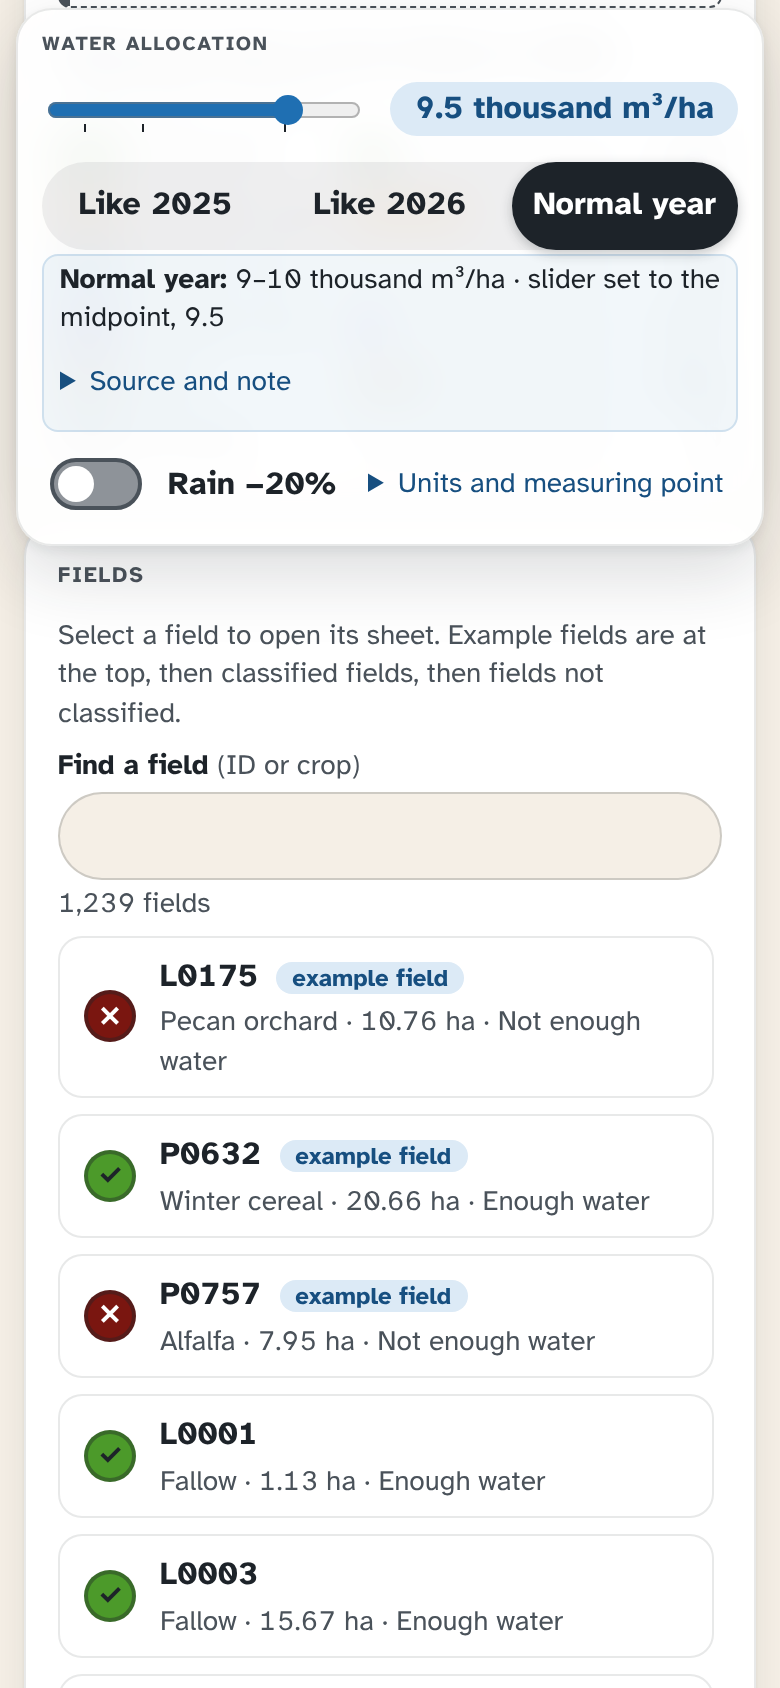 WATER ALLOCATION
9.5 thousand m³/ha
Like 2025
Like 2026
Normal year
Normal year: 9–10 thousand m³/ha · slider set to the
midpoint, 9.5
Source and note
Rain −20%
Units and measuring point
FIELDS
Select a field to open its sheet. Example fields are at
the top, then classified fields, then fields not
classified.
Find a field (ID or crop)
1,239 fields
L0175 example field
Pecan orchard · 10.76 ha · Not enough
water
P0632 example field
Winter cereal · 20.66 ha · Enough water
P0757 example field
Alfalfa · 7.95 ha · Not enough water
L0001
Fallow · 1.13 ha · Enough water
L0003
Fallow · 15.67 ha · Enough water